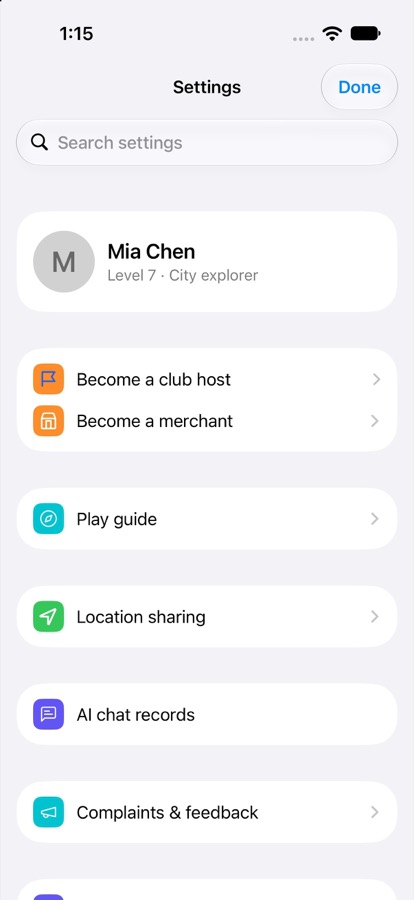 1:15
Settings
Done
Search settings
M
Mia Chen
Level 7 · City explorer
Become a club host
Become a merchant
Play guide
Location sharing
AI chat records
Complaints & feedback